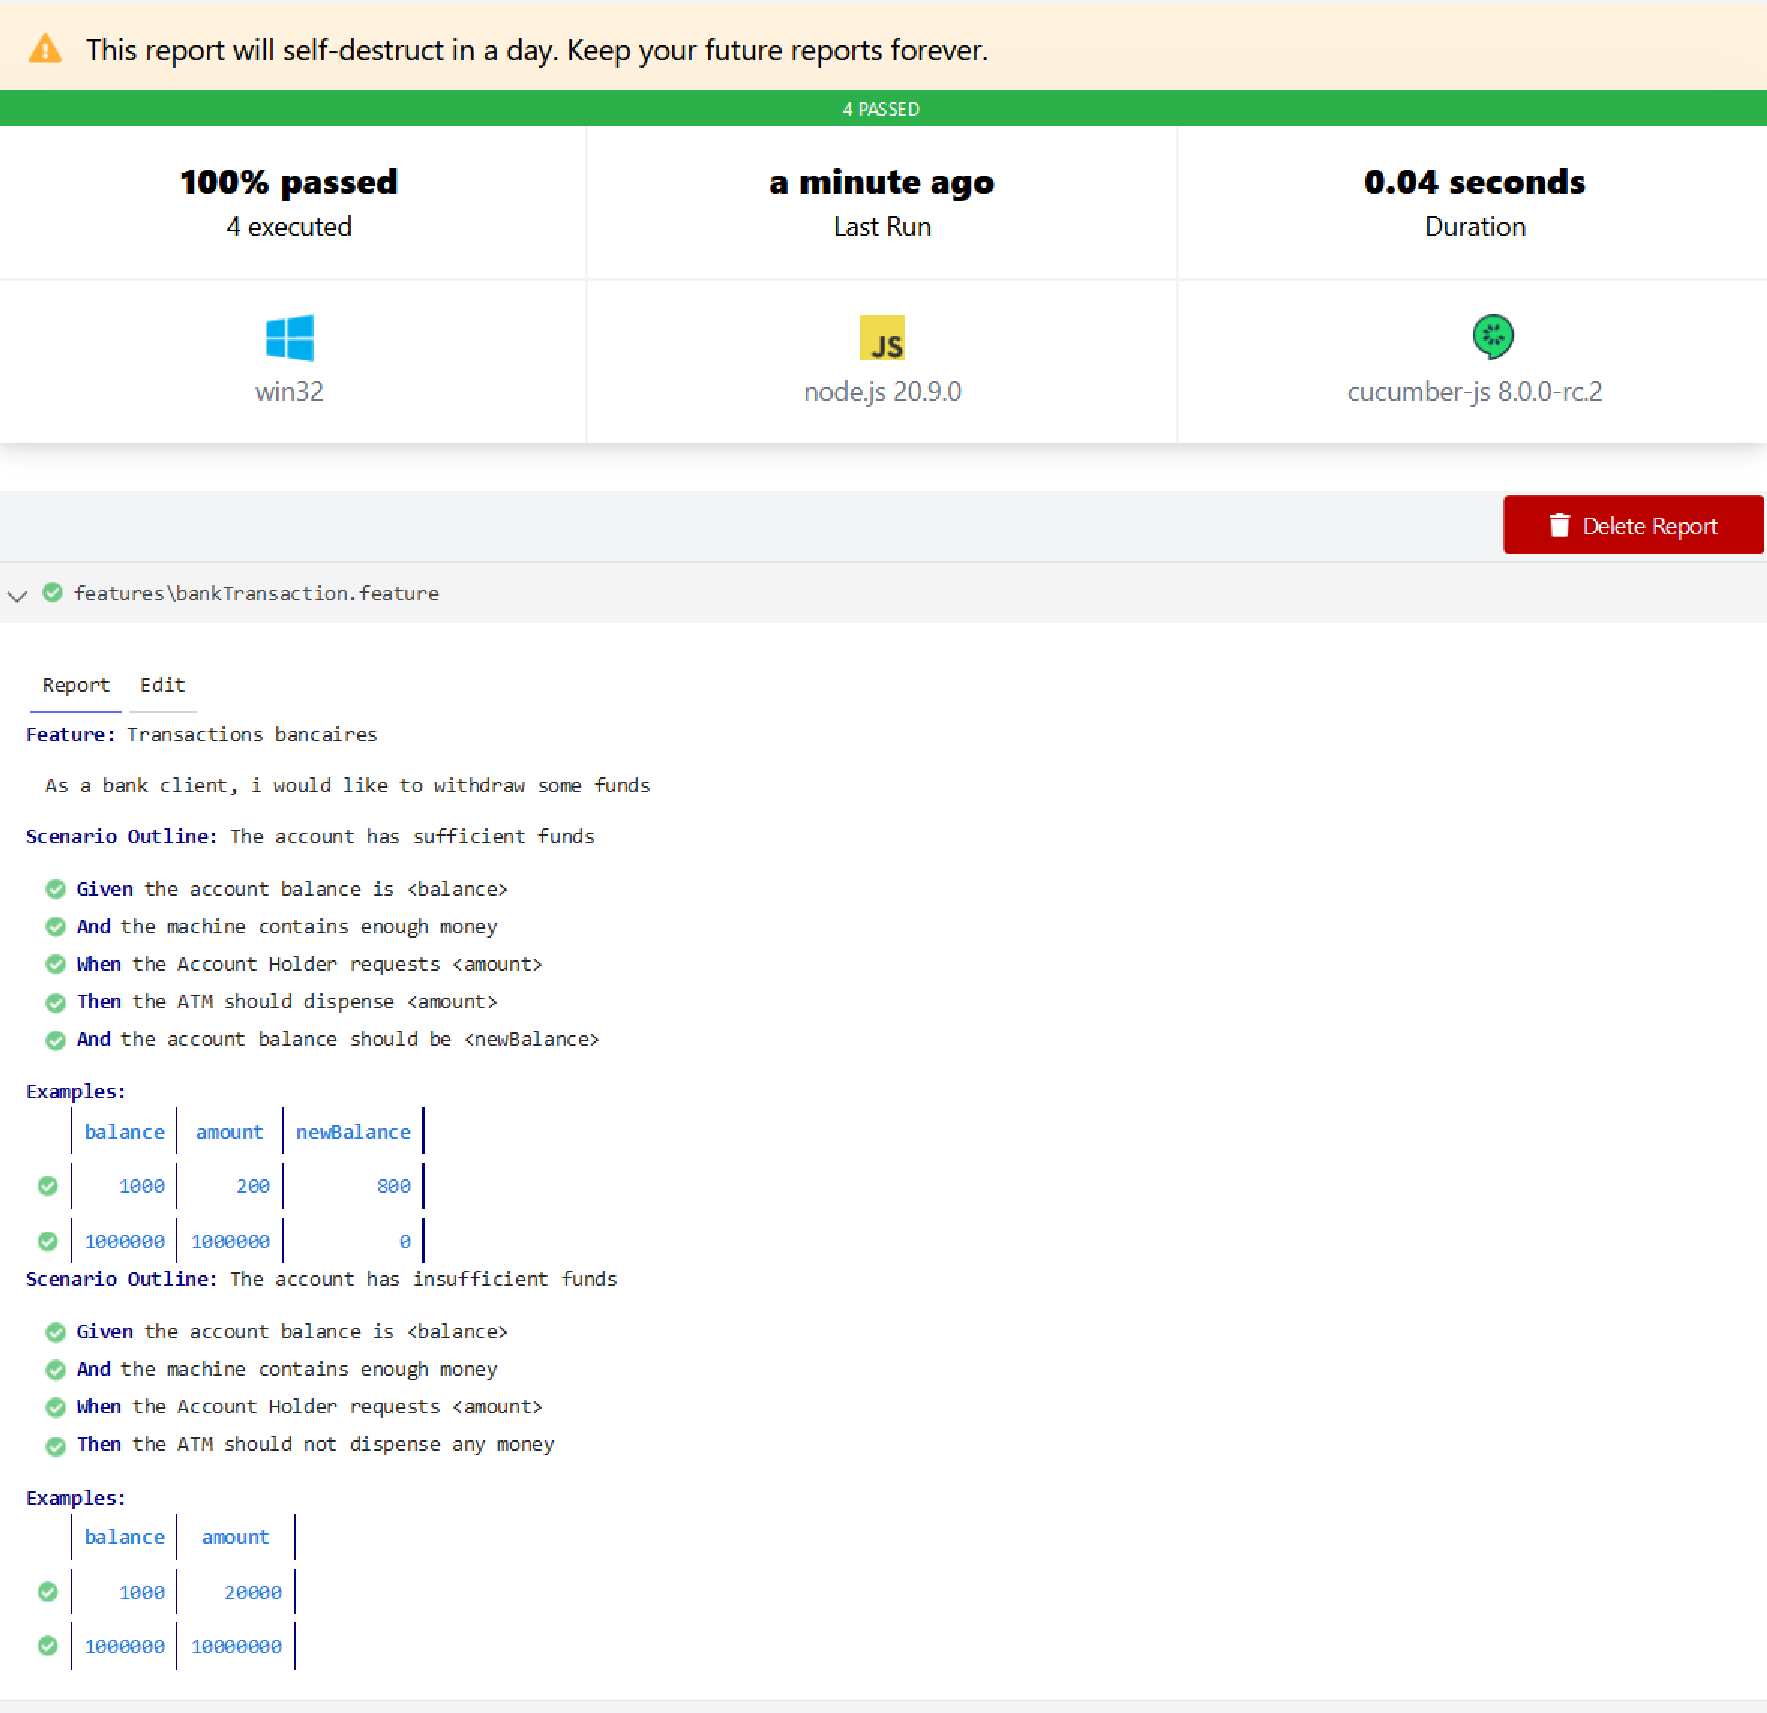 This report will self-destruct in a day. Keep your future reports forever.
4 PASSED
100% passed
4 executed
a minute ago
Last Run
0.04 seconds
Duration
win32
JS
node.js 20.9.0
cucumber-js 8.0.0-rc.2
Delete Report
features\bankTransaction.feature
Report Edit
Feature: Transactions bancaires
As a bank client, i would like to withdraw some funds
Scenario Outline: The account has sufficient funds
Given the account balance is <balance>
And the machine contains enough money
When the Account Holder requests <amount>
Then the ATM should dispense <amount>
And the account balance should be <newBalance>
Examples:
balance amount newBalance
1000 200 800
1000000 1000000 0
Scenario Outline: The account has insufficient funds
Given the account balance is <balance>
And the machine contains enough money
When the Account Holder requests <amount>
Then the ATM should not dispense any money
Examples:
balance amount
1000 20000
1000000 10000000